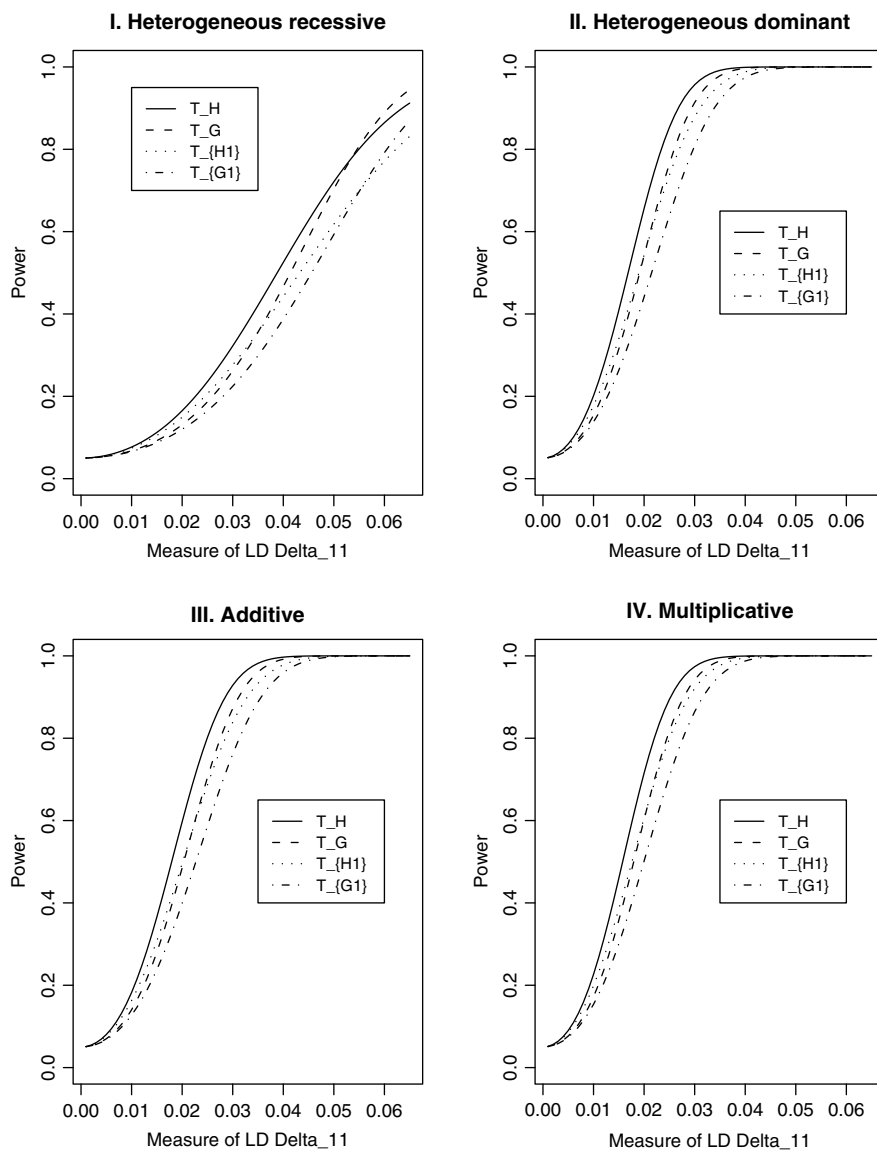 I. Heterogeneous recessive
1.0
0.8
0.6
0.4
0.2
0.0
Power
T_H
T_G
T_{H1}
T_{G1}
0.00 0.01 0.02 0.03 0.04 0.05 0.06
Measure of LD Delta_11
II. Heterogeneous dominant
1.0
0.8
0.6
0.4
0.2
0.0
Power
T_H
T_G
T_{H1}
T_{G1}
0.00 0.01 0.02 0.03 0.04 0.05 0.06
Measure of LD Delta_11
III. Additive
1.0
0.8
0.6
0.4
0.2
0.0
Power
T_H
T_G
T_{H1}
T_{G1}
0.00 0.01 0.02 0.03 0.04 0.05 0.06
Measure of LD Delta_11
IV. Multiplicative
1.0
0.8
0.6
0.4
0.2
0.0
Power
T_H
T_G
T_{H1}
T_{G1}
0.00 0.01 0.02 0.03 0.04 0.05 0.06
Measure of LD Delta_11